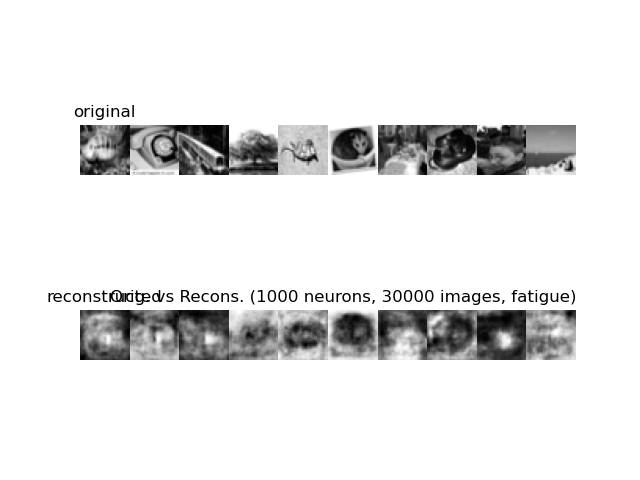 original
reconstructed
Orig. vs Recons. (1000 neurons, 30000 images, fatigue)